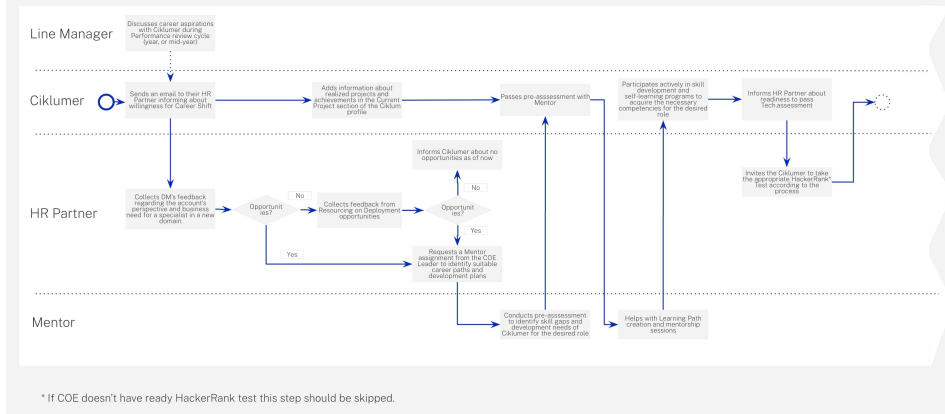 Line Manager
Discusses career aspirations
with Ciklumer during
Performance review cycle
(year, or mid-year)
Ciklumer
Sends an email to their HR
Partner informing about
willingness for Career Shift
Adds information about
realized projects and
achievements in the Current
Project section of the Ciklum
profile
Passes pre-asssessment with
Mentor
Participates actively in skill
development and
self-learning programs to
acquire the necessary
competencies for the desired
role
Informs HR Partner about
readiness to pass
Tech.assessment
Informs Ciklumer about no
opportunities as of now
Invites the Ciklumer to take
the appropriate HackerRank*
Test according to the
process
HR Partner
Collects DM's feedback
regarding the account's
perspective and business
need for a specialist in a new
domain
Opportunit
ies?
No
Collects feedback from
Resourcing on Deployment
opportunities
Opportunit
ies?
No
Yes
Yes
Requests a Mentor
assignment from the COE
Leader to identify suitable
career paths and
development plans
Mentor
Conducts pre-asssessment
to identify skill gaps and
development needs of
Ciklumer for the desired role
Helps with Learning Path
creation and mentorship
sessions
* If COE doesn't have ready HackerRank test this step should be skipped.